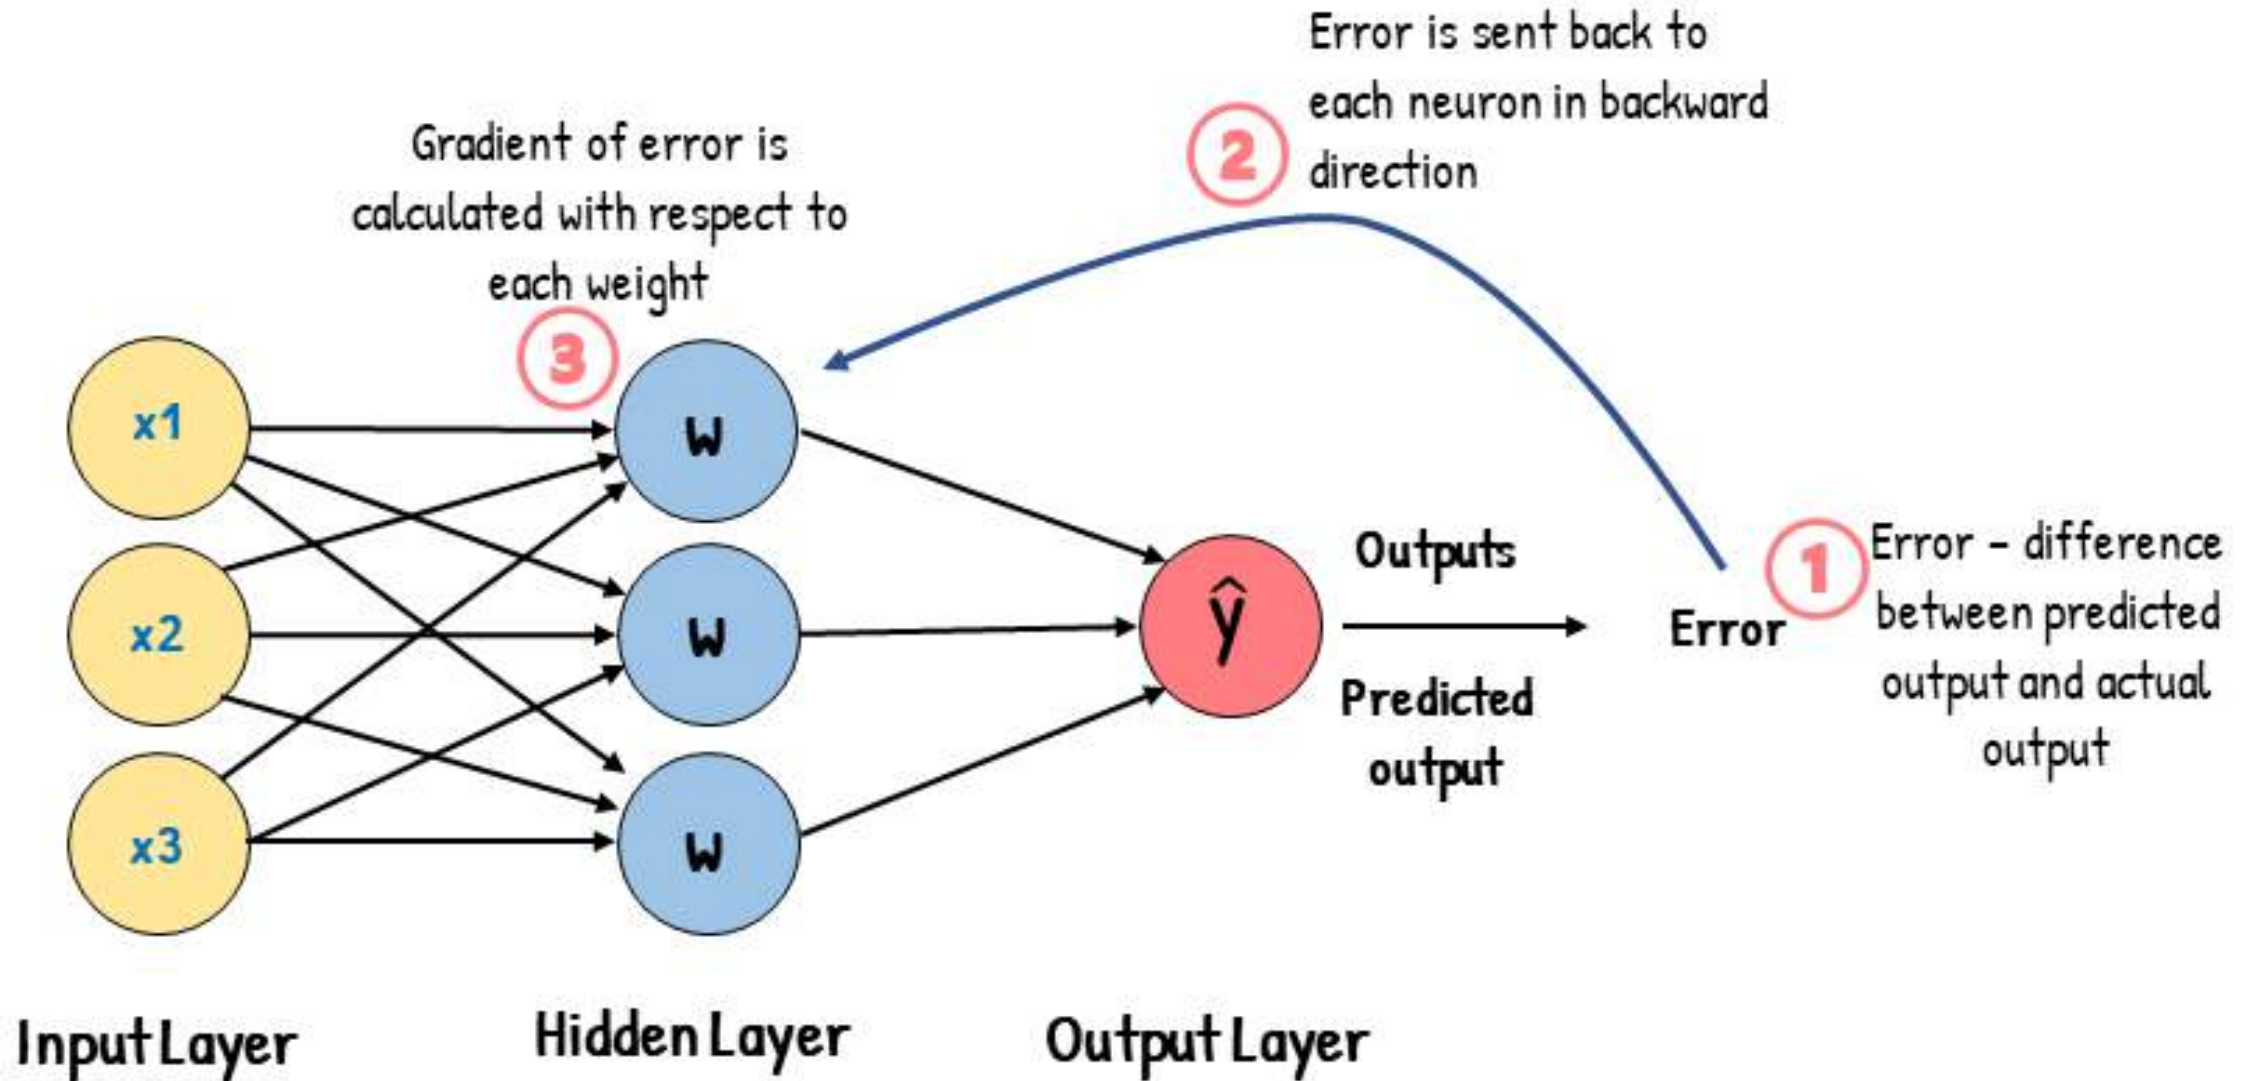 Error is sent back to
each neuron in backward
direction
2
Gradient of error is
calculated with respect to
each weight
3
x1
x2
x3
W
W
W
ŷ
Outputs
Predicted
output
Error
1
Error – difference
between predicted
output and actual
output
Input Layer
Hidden Layer
Output Layer